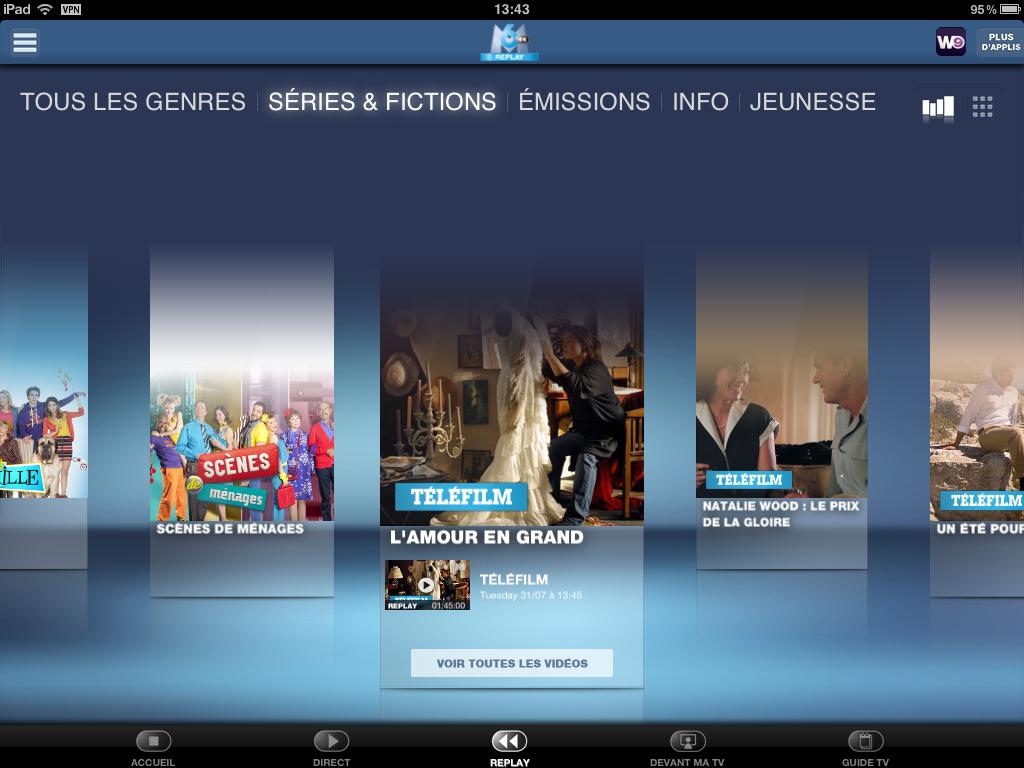 iPad VPN 13:43 95%
M6 REPLAY
W9
PLUS
D'APPLIS
TOUS LES GENRES SÉRIES & FICTIONS ÉMISSIONS INFO JEUNESSE
ILLE
SCÈNES
de ménages
SCÈNES DE MÉNAGES
TÉLÉFILM
L'AMOUR EN GRAND
REPLAY 01:45:00
TÉLÉFILM
Tuesday 31/07 à 13:45
VOIR TOUTES LES VIDÉOS
TÉLÉFILM
NATALIE WOOD : LE PRIX
DE LA GLOIRE
TÉLÉFILM
UN ÉTÉ POUR
ACCUEIL DIRECT REPLAY DEVANT MA TV GUIDE TV